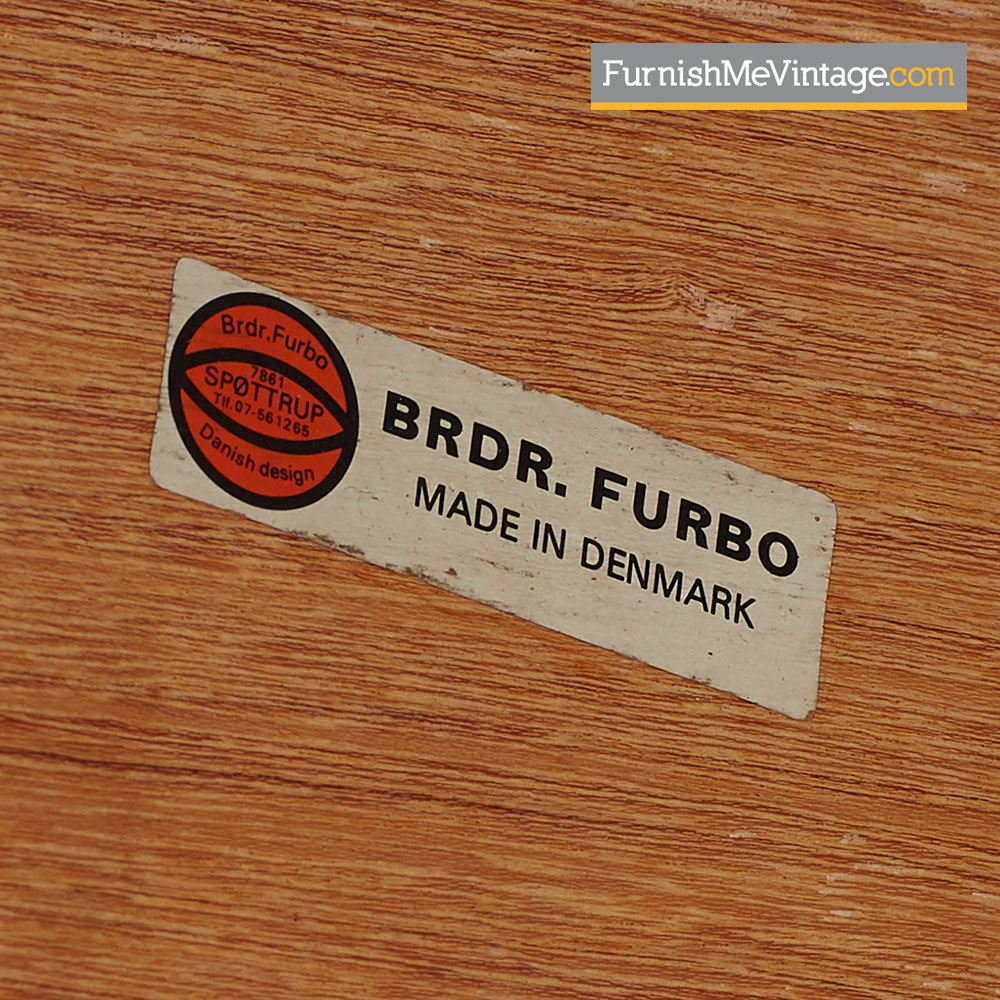 FurnishMeVintage.com
Brdr.Furbo
7861
SPØTTRUP
Tlf.07-561265
Danish design
BRDR. FURBO
MADE IN DENMARK